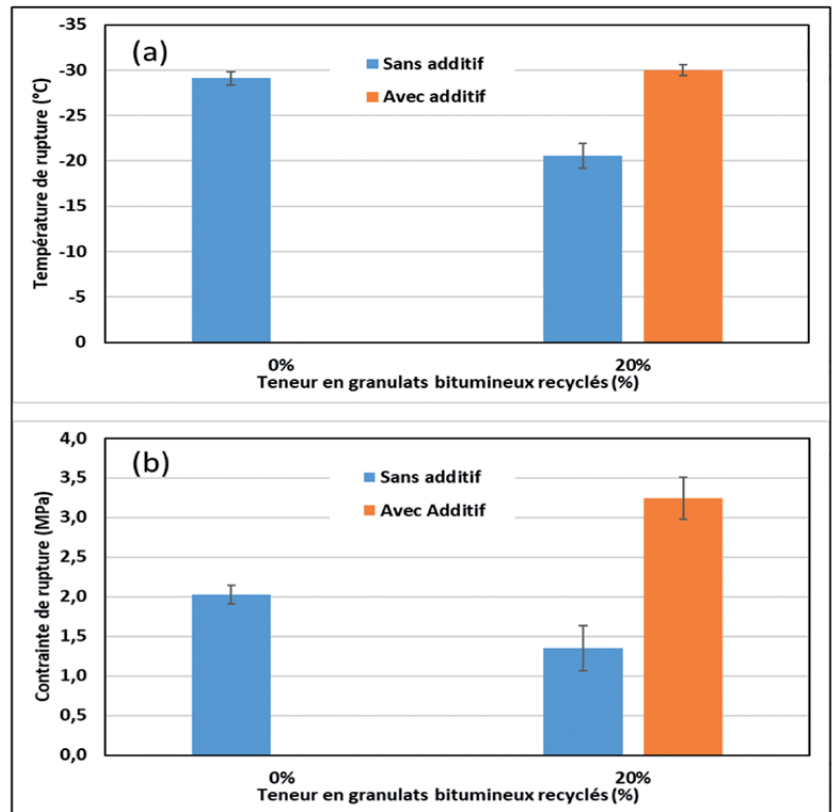 (a)
Sans additif
Avec additif
Température de rupture (°C)
-35
-30
-25
-20
-15
-10
-5
0
0%
20%
Teneur en granulats bitumineux recyclés (%)
(b)
Sans additif
Avec Additif
Contrainte de rupture (MPa)
4,0
3,5
3,0
2,5
2,0
1,5
1,0
0,5
0,0
0%
20%
Teneur en granulats bitumineux recyclés (%)